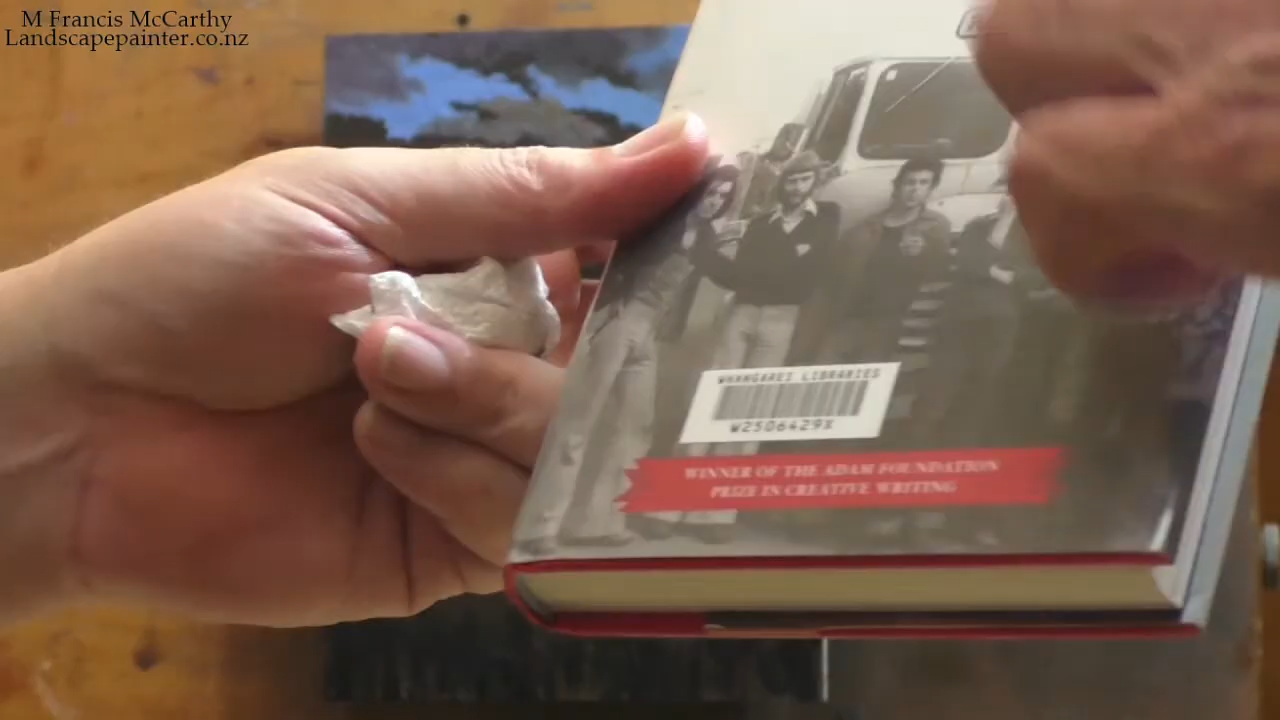 M Francis McCarthy
Landscapepainter.co.nz
WHANGAREI LIBRARIES
W2506429X
WINNER OF THE ADAM FOUNDATION
PRIZE IN CREATIVE WRITING